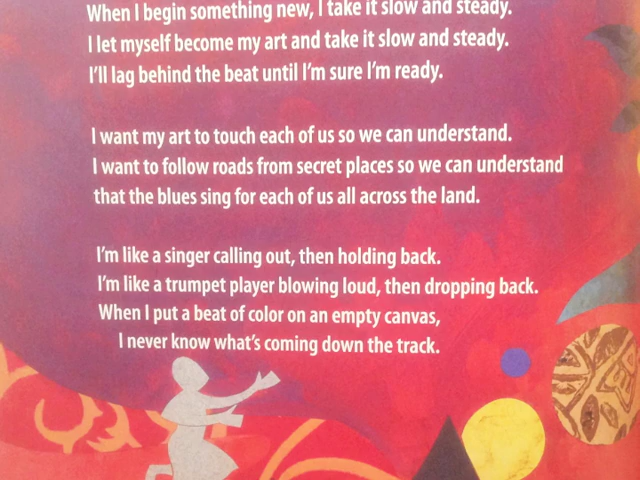 When I begin something new, I take it slow and steady.
I let myself become my art and take it slow and steady.
I'll lag behind the beat until I'm sure I'm ready.
I want my art to touch each of us so we can understand.
I want to follow roads from secret places so we can understand
that the blues sing for each of us all across the land.
I'm like a singer calling out, then holding back.
I'm like a trumpet player blowing loud, then dropping back.
When I put a beat of color on an empty canvas,
I never know what's coming down the track.